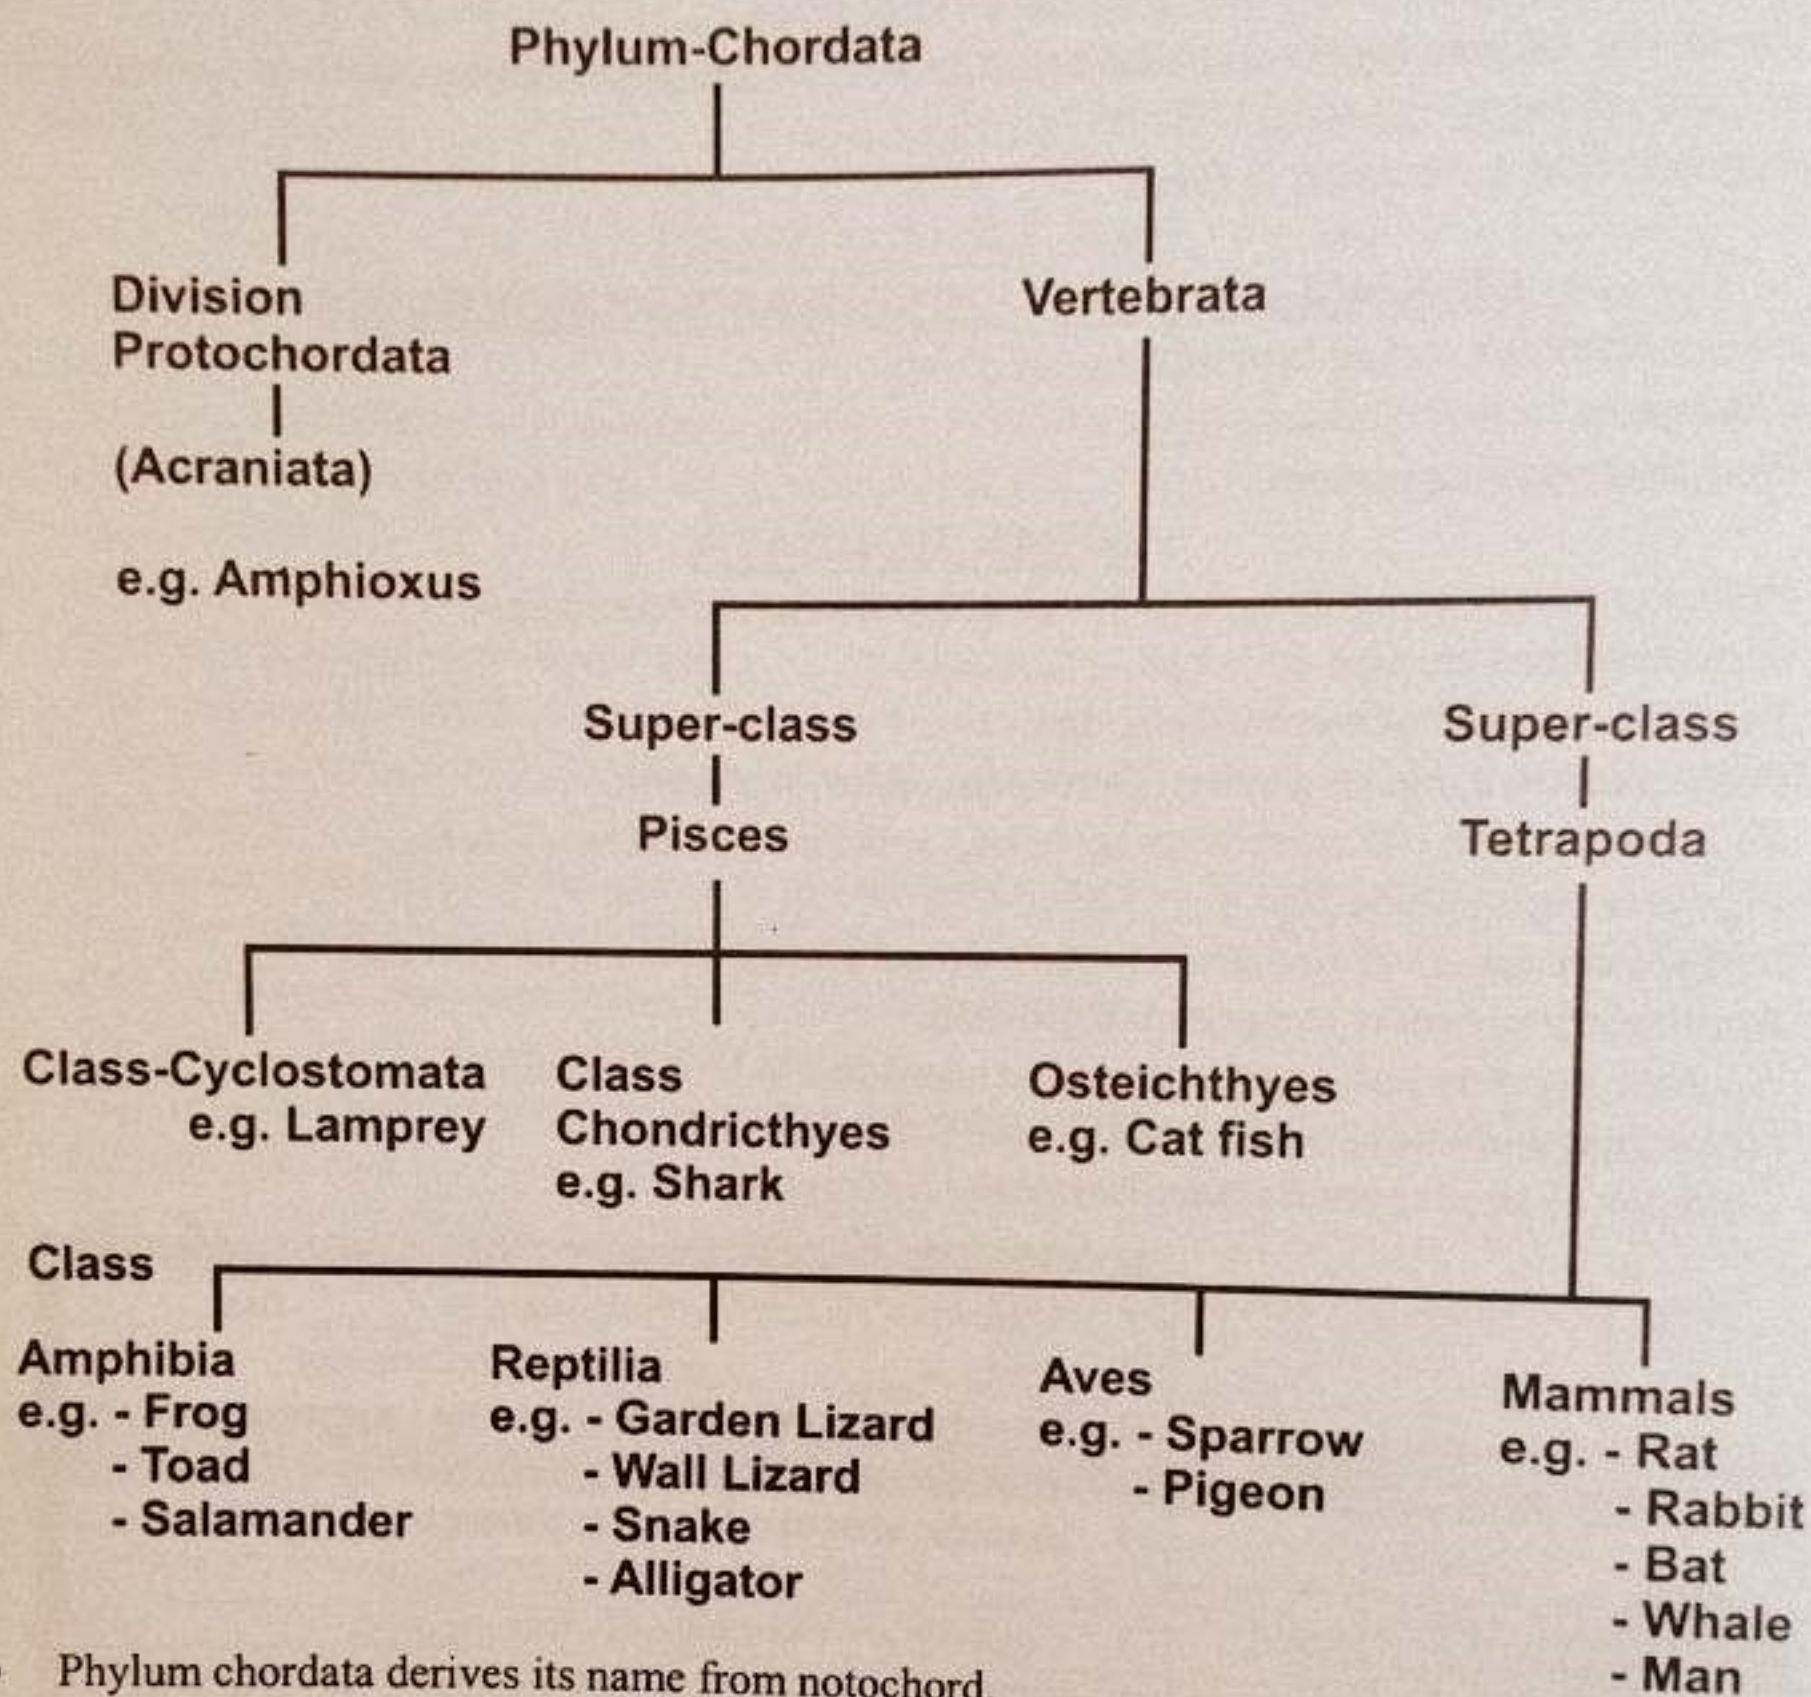 Phylum-Chordata
Division
Protochordata
(Acraniata)
e.g. Amphioxus
Vertebrata
Super-class
Pisces
Super-class
Tetrapoda
Class-Cyclostomata
e.g. Lamprey
Class
Chondricthyes
e.g. Shark
Osteichthyes
e.g. Cat fish
Class
Amphibia
e.g. - Frog
- Toad
- Salamander
Reptilia
e.g. - Garden Lizard
- Wall Lizard
- Snake
- Alligator
Aves
e.g. - Sparrow
- Pigeon
Mammals
e.g. - Rat
- Rabbit
- Bat
- Whale
- Man
Phylum chordata derives its name from notochord